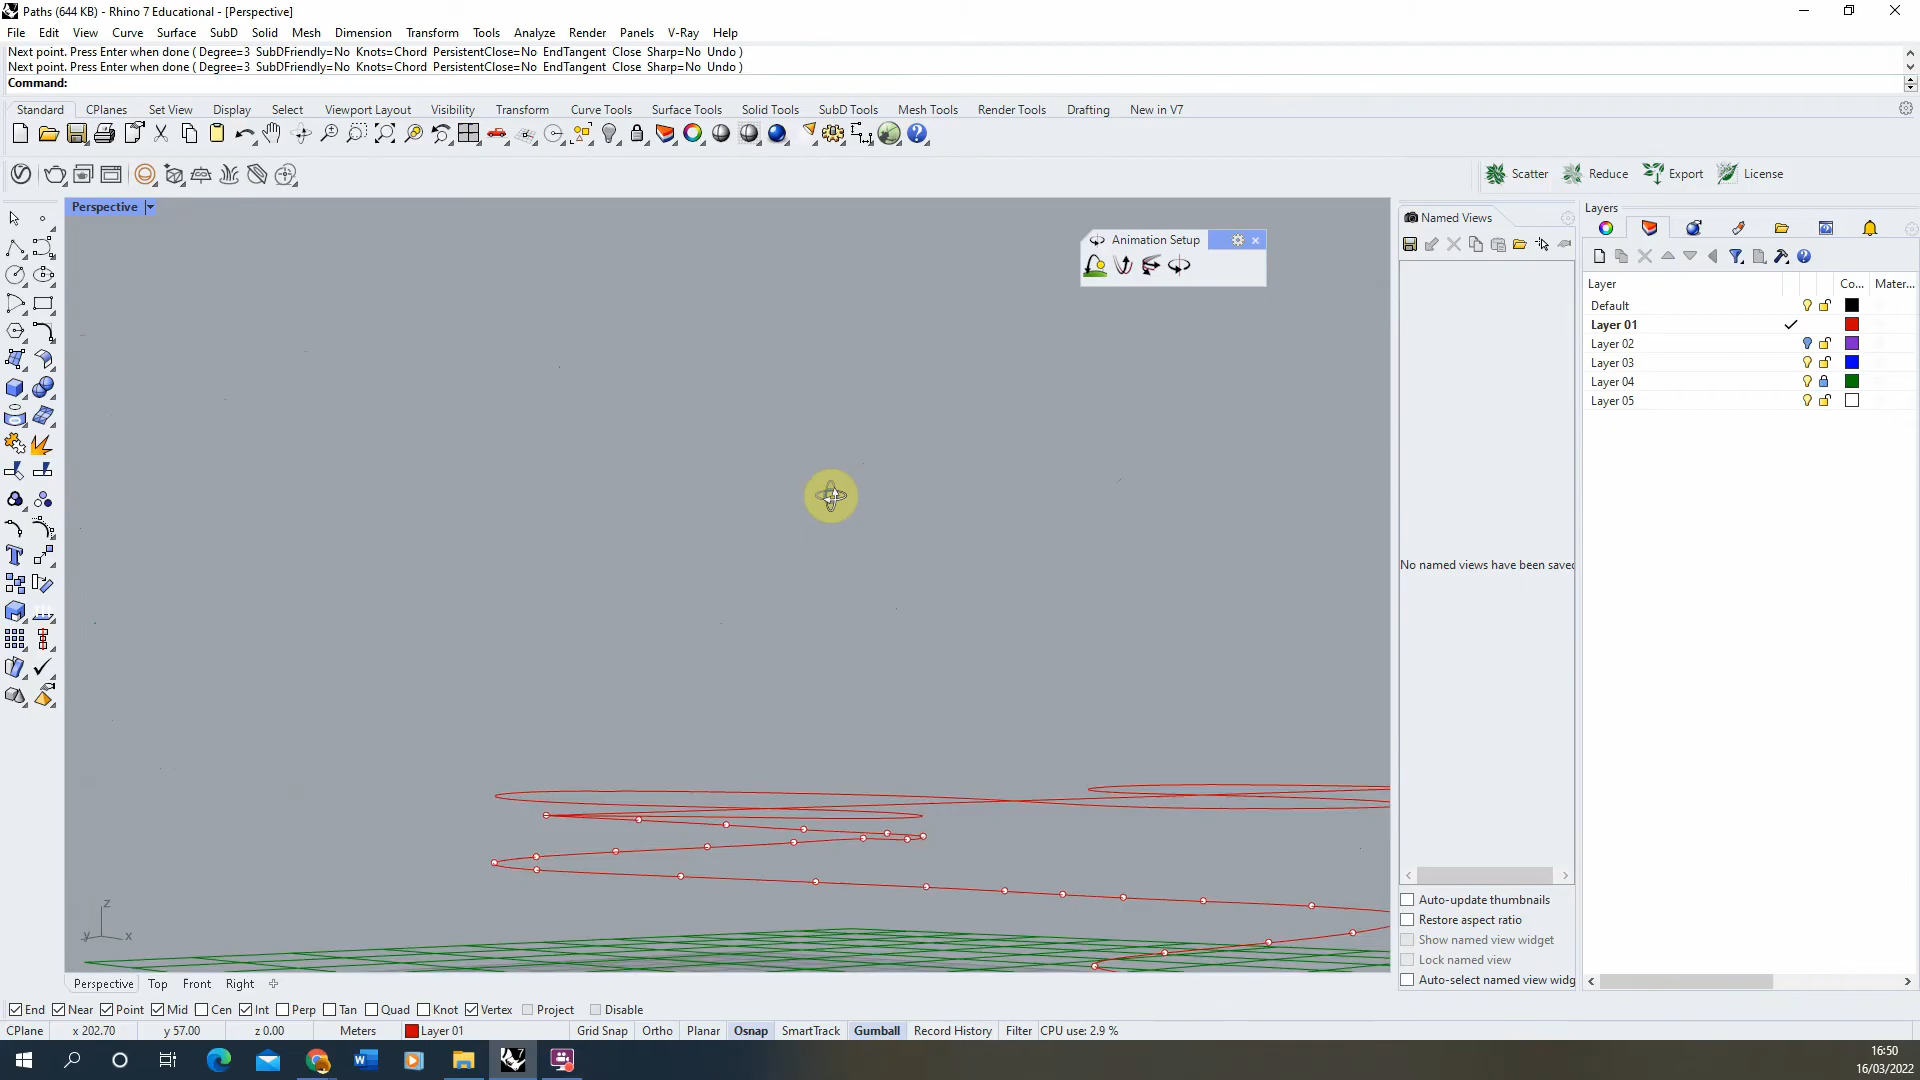 Paths (644 KB) - Rhino 7 Educational - [Perspective]
File Edit View Curve Surface SubD Solid Mesh Dimension Transform Tools Analyze Render Panels V-Ray Help
Next point. Press Enter when done ( Degree=3 SubDFriendly=No Knots=Chord PersistentClose=No EndTangent Close Sharp=No Undo )
Next point. Press Enter when done ( Degree=3 SubDFriendly=No Knots=Chord PersistentClose=No EndTangent Close Sharp=No Undo )
Command:
Standard CPlanes Set View Display Select Viewport Layout Visibility Transform Curve Tools Surface Tools Solid Tools SubD Tools Mesh Tools Render Tools Drafting New in V7
Scatter Reduce Export License
Perspective
Animation Setup
Named Views
No named views have been saved
Auto-update thumbnails
Restore aspect ratio
Show named view widget
Lock named view
Auto-select named view widg
Layers
Layer Co... Mater...
Default
Layer 01
Layer 02
Layer 03
Layer 04
Layer 05
z
y x
Perspective Top Front Right
End Near Point Mid Cen Int Perp Tan Quad Knot Vertex Project Disable
CPlane x 202.70 y 57.00 z 0.00 Meters Layer 01 Grid Snap Ortho Planar Osnap SmartTrack Gumball Record History Filter CPU use: 2.9 %
16:50
16/03/2022